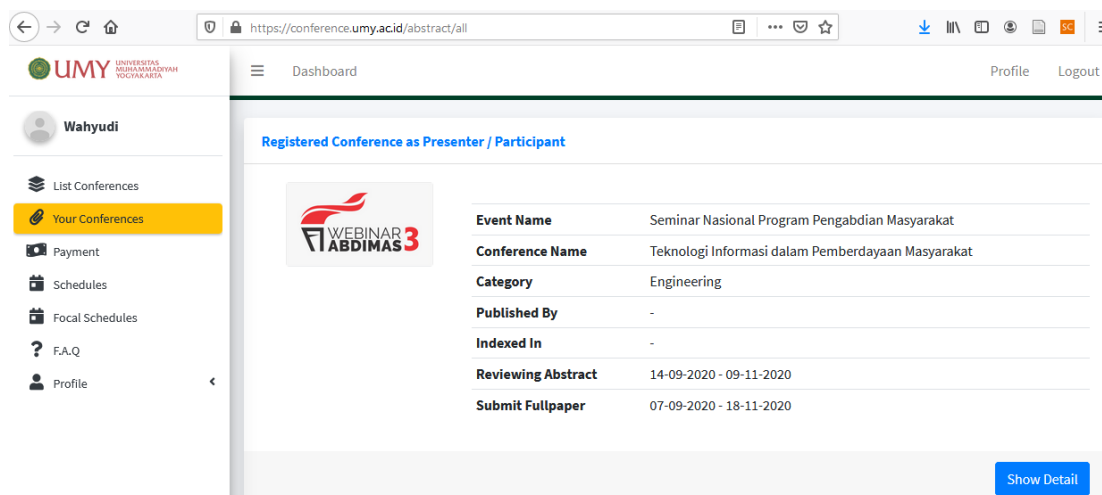 https://conference.umy.ac.id/abstract/all
SC
UMY UNIVERSITAS
MUHAMMADIYAH
YOGYAKARTA
Dashboard
Profile
Logout
Wahyudi
List Conferences
Your Conferences
Payment
Schedules
Focal Schedules
F.A.Q
Profile
Registered Conference as Presenter / Participant
WEBINAR
ABDIMAS 3
Event Name Seminar Nasional Program Pengabdian Masyarakat
Conference Name Teknologi Informasi dalam Pemberdayaan Masyarakat
Category Engineering
Published By -
Indexed In -
Reviewing Abstract 14-09-2020 - 09-11-2020
Submit Fullpaper 07-09-2020 - 18-11-2020
Show Detail